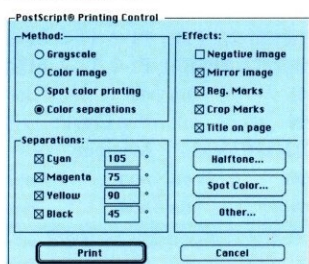 PostScript® Printing Control
Method:
Grayscale
Color image
Spot color printing
Color separations
Separations:
Cyan 105 °
Magenta 75 °
Yellow 90 °
Black 45 °
Effects:
Negative image
Mirror image
Reg. Marks
Crop Marks
Title on page
Halftone...
Spot Color...
Other...
Print
Cancel